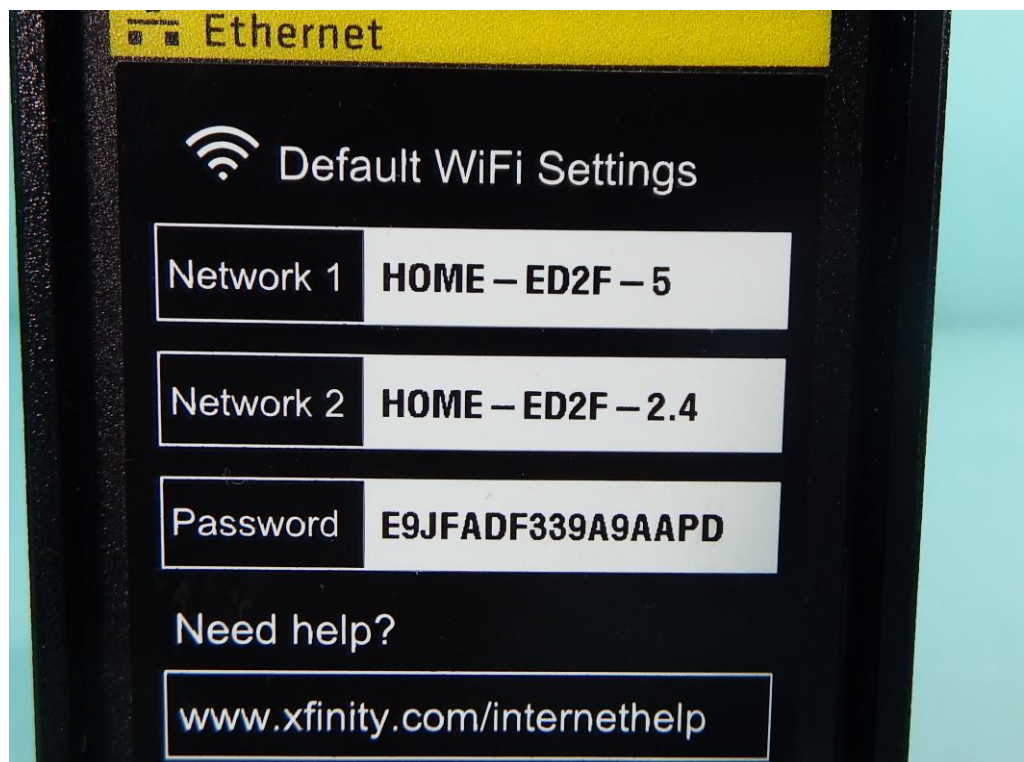 Ethernet
Default WiFi Settings
Network 1 HOME – ED2F – 5
Network 2 HOME – ED2F – 2.4
Password E9JFADF339A9AAPD
Need help?
www.xfinity.com/internethelp